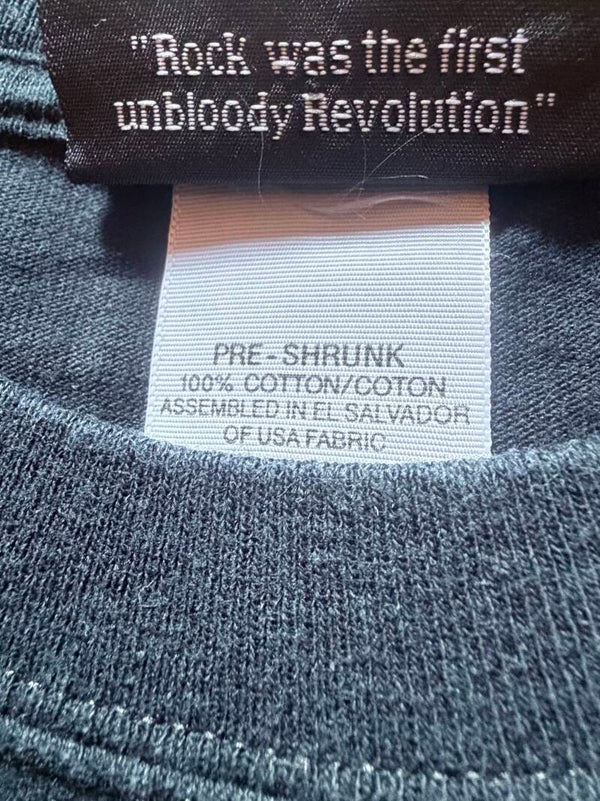 "Rock was the first
unbloody Revolution"
PRE-SHRUNK
100% COTTON/COTON
ASSEMBLED IN EL SALVADOR
OF USA FABRIC